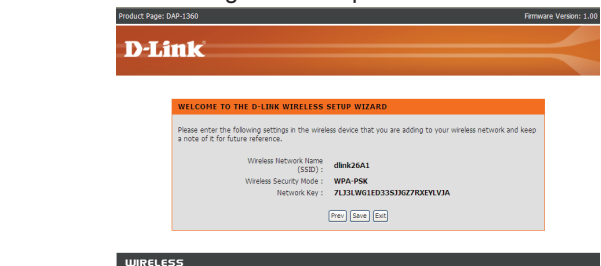 Product Page: DAP-1360 Firmware Version: 1.00
D-Link
WELCOME TO THE D-LINK WIRELESS SETUP WIZARD
Please enter the following settings in the wireless device that you are adding to your wireless network and keep
a note of it for future reference.
Wireless Network Name
(SSID) : dlink26A1
Wireless Security Mode : WPA-PSK
Network Key : 7LJ3LWG1ED33SJJGZ7RXEYLVJA
Prev Save Exit
WIRELESS